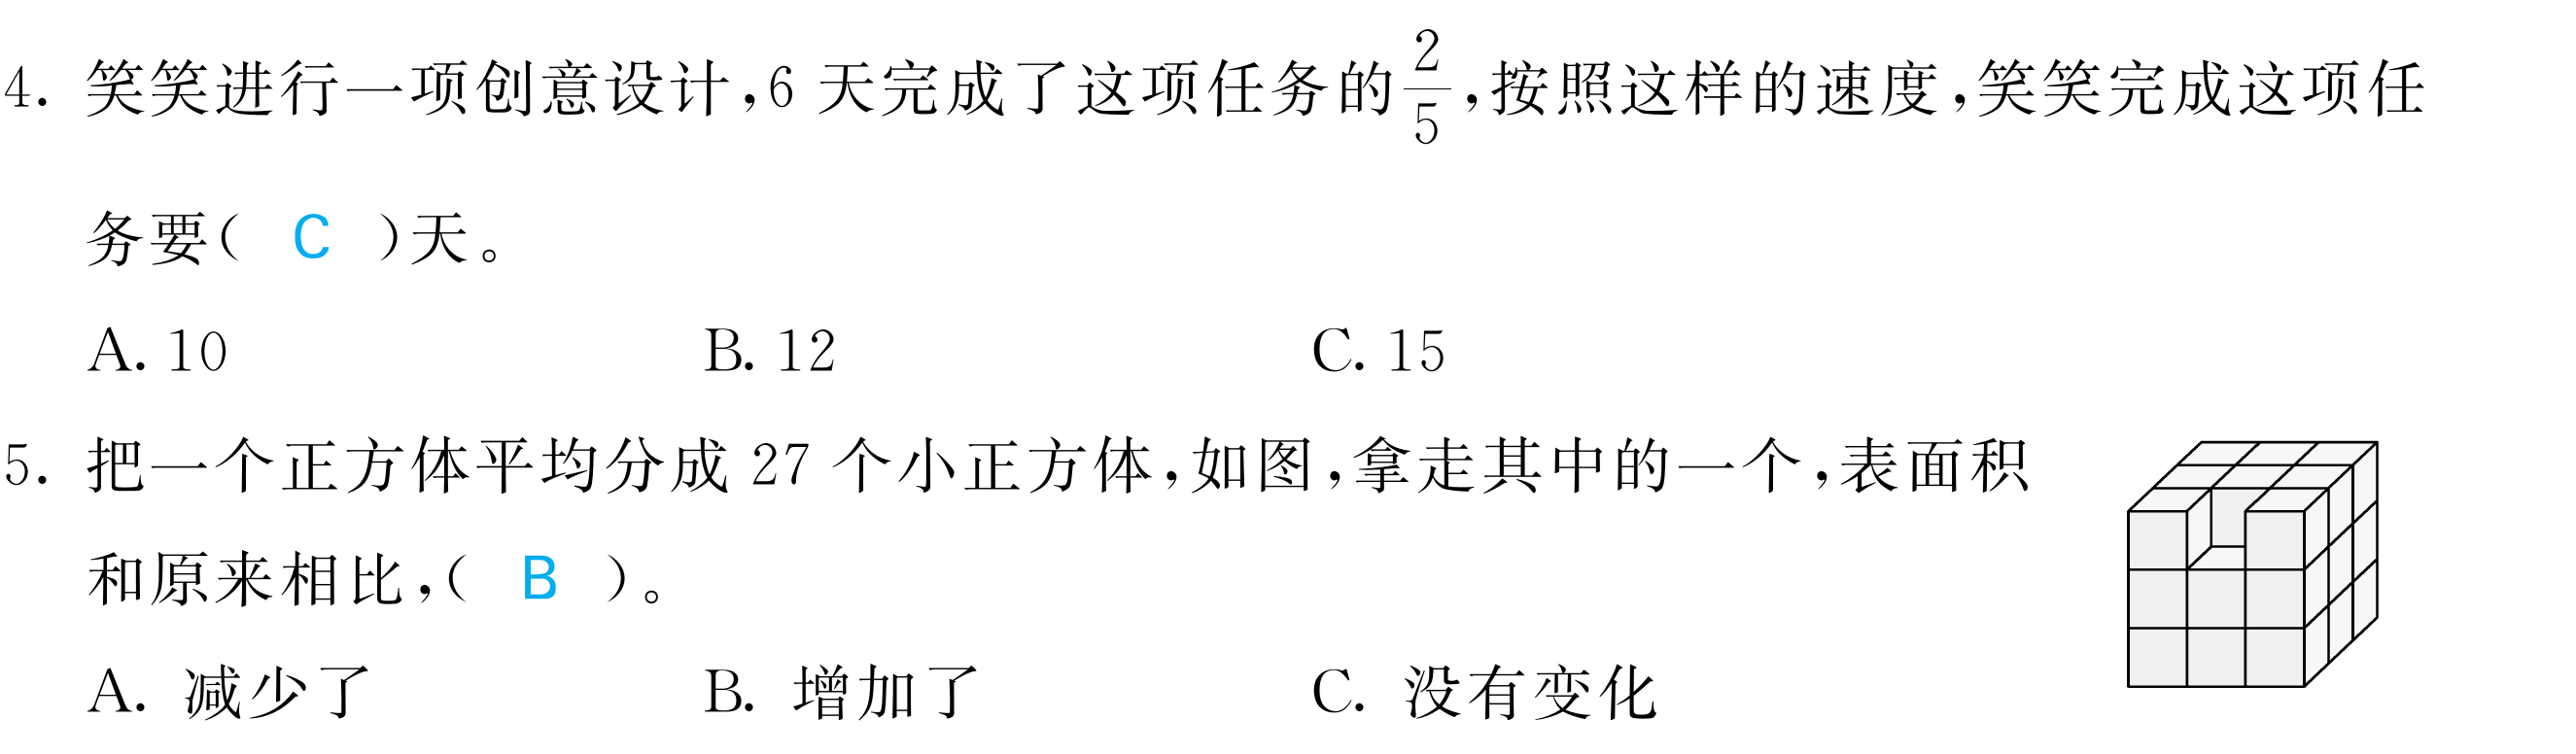 4. 笑笑进行一项创意设计,6 天完成了这项任务的2/5,按照这样的速度,笑笑完成这项任
务要( C )天。
A. 10 B. 12 C. 15
5. 把一个正方体平均分成 27 个小正方体,如图,拿走其中的一个,表面积
和原来相比,( B )。
A. 减少了 B. 增加了 C. 没有变化